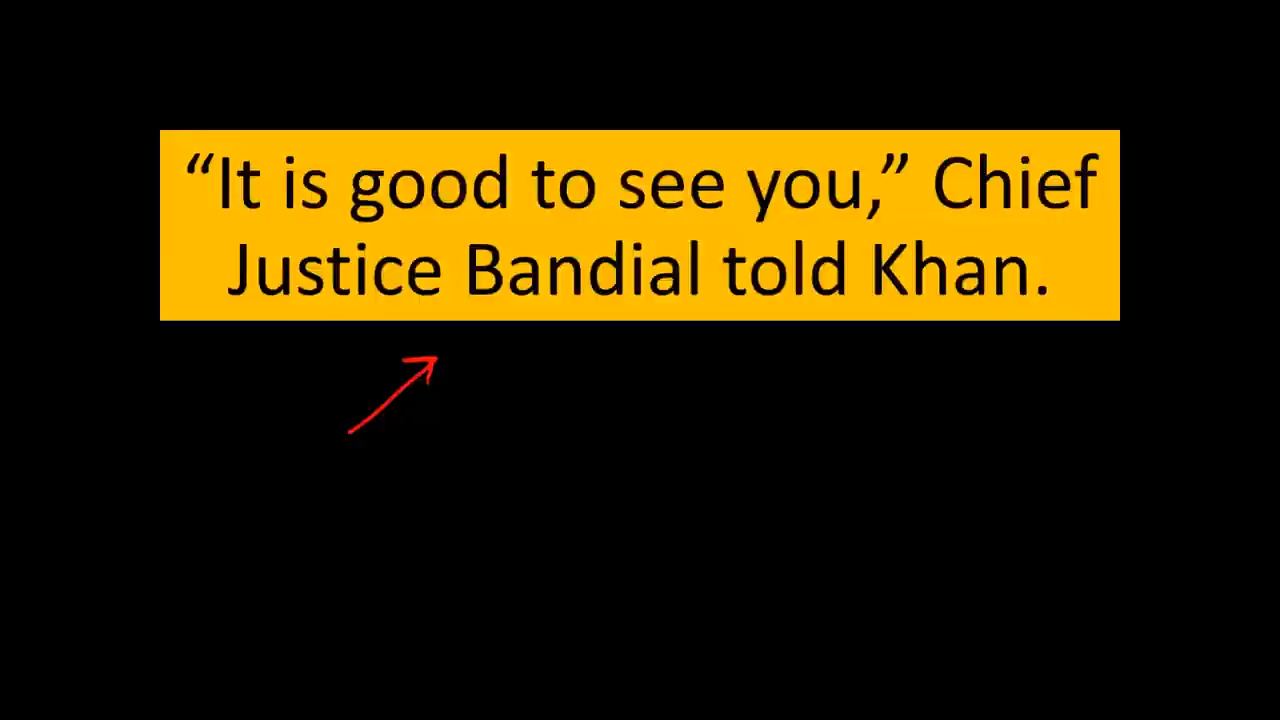 “It is good to see you,” Chief
Justice Bandial told Khan.